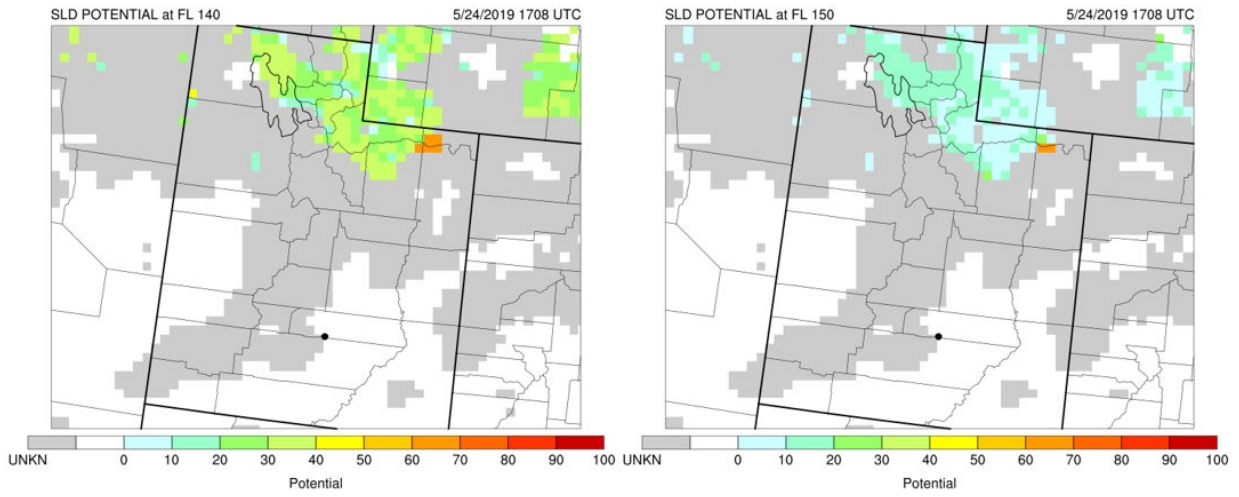 SLD POTENTIAL at FL 140 5/24/2019 1708 UTC
UNKN 0 10 20 30 40 50 60 70 80 90 100
Potential
SLD POTENTIAL at FL 150 5/24/2019 1708 UTC
UNKN 0 10 20 30 40 50 60 70 80 90 100
Potential